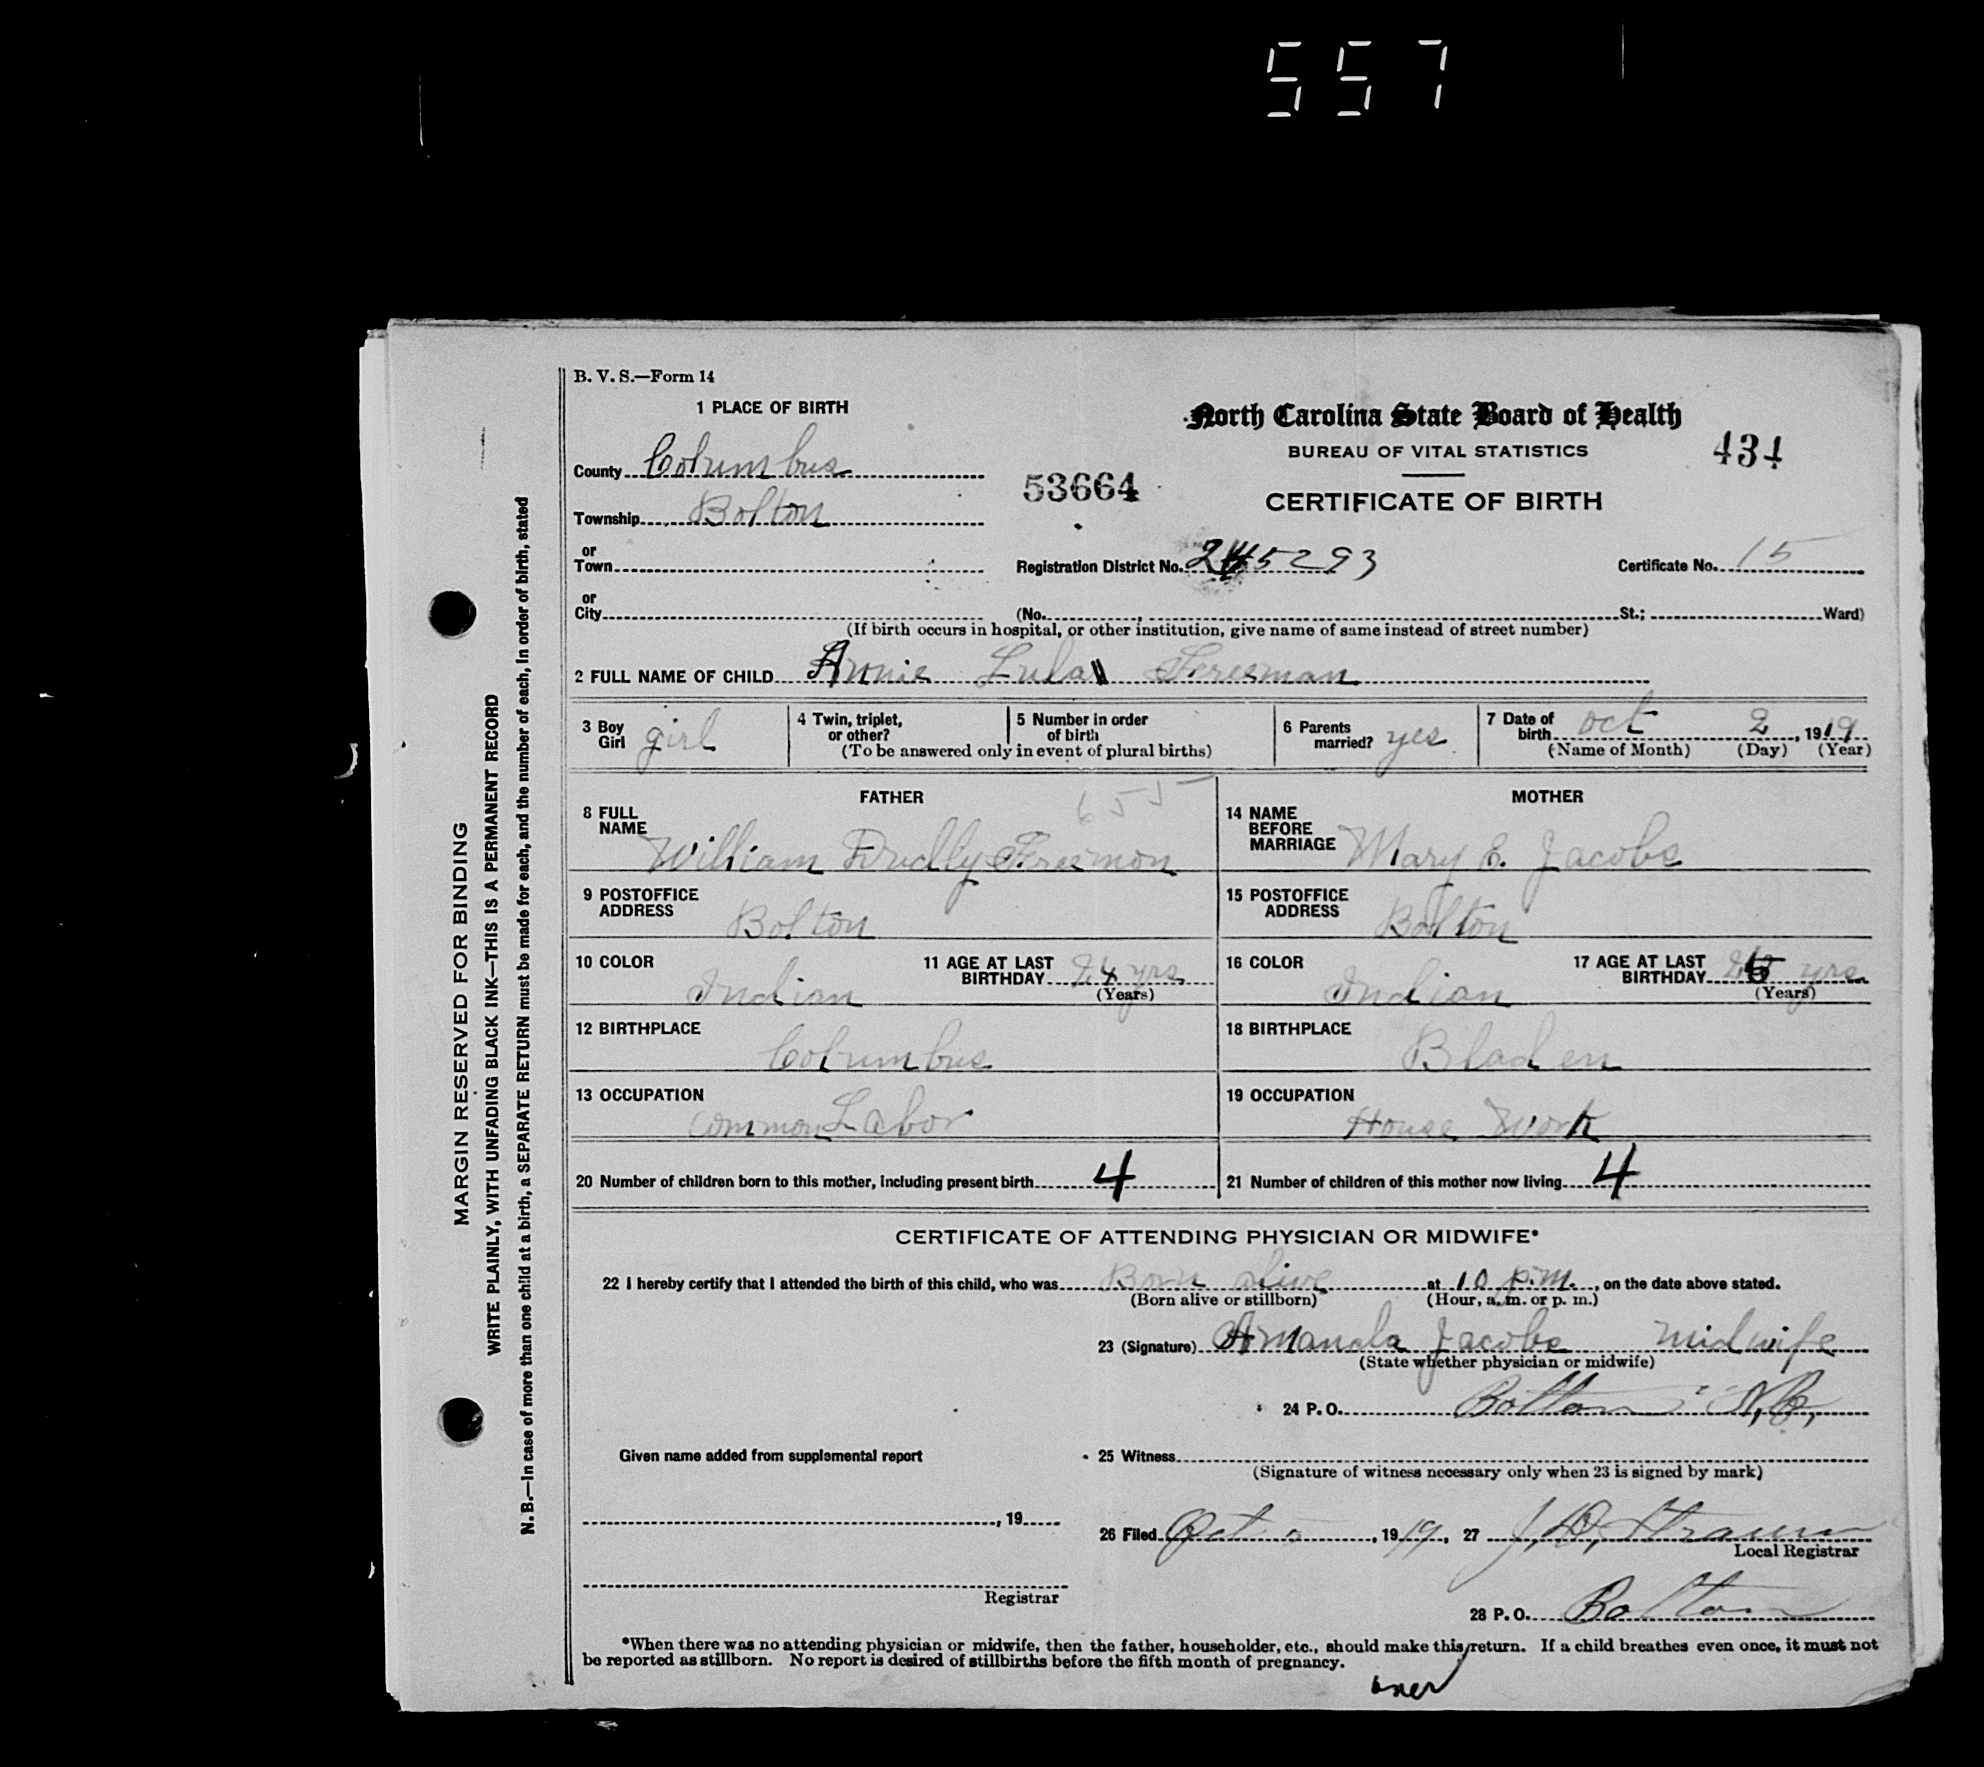 557
B. V. S.—Form 14
1 PLACE OF BIRTH
North Carolina State Board of Health
BUREAU OF VITAL STATISTICS
434
County Columbus
53664
CERTIFICATE OF BIRTH
Township Bolton
or
Town
Registration District No. 245293
Certificate No. 15
or
City
(No. St.; Ward)
(If birth occurs in hospital, or other institution, give name of same instead of street number)
2 FULL NAME OF CHILD Annie Lula Freeman
3 Boy
Girl girl
4 Twin, triplet,
or other?
5 Number in order
of birth
(To be answered only in event of plural births)
6 Parents
married? yes
7 Date of
birth oct 2, 1919
(Name of Month) (Day) (Year)
FATHER
655
8 FULL
NAME
William Dudly Freemon
MOTHER
14 NAME
BEFORE
MARRIAGE Mary E. Jacobs
9 POSTOFFICE
ADDRESS
Bolton
15 POSTOFFICE
ADDRESS
Bolton
10 COLOR
Indian
11 AGE AT LAST
BIRTHDAY 24 yrs
(Years)
16 COLOR
Indian
17 AGE AT LAST
BIRTHDAY yrs
(Years)
12 BIRTHPLACE
Columbus
18 BIRTHPLACE
Bladen
13 OCCUPATION
common Labor
19 OCCUPATION
House Work
20 Number of children born to this mother, including present birth 4
21 Number of children of this mother now living 4
CERTIFICATE OF ATTENDING PHYSICIAN OR MIDWIFE*
22 I hereby certify that I attended the birth of this child, who was Born alive at 10 p.m., on the date above stated.
(Born alive or stillborn) (Hour, a. m. or p. m.)
23 (Signature) Amanda Jacobs midwife
(State whether physician or midwife)
24 P. O. Bolton N.C.
Given name added from supplemental report
25 Witness
(Signature of witness necessary only when 23 is signed by mark)
, 19
26 Filed Oct 5, 1919, 27 J. D.
Local Registrar
Registrar
28 P. O. Bolton
*When there was no attending physician or midwife, then the father, householder, etc., should make this return. If a child breathes even once, it must not
be reported as stillborn. No report is desired of stillbirths before the fifth month of pregnancy.
MARGIN RESERVED FOR BINDING
WRITE PLAINLY, WITH UNFADING BLACK INK—THIS IS A PERMANENT RECORD
N. B.—In case of more than one child at a birth, a SEPARATE RETURN must be made for each, and the number of each, in order of birth, stated